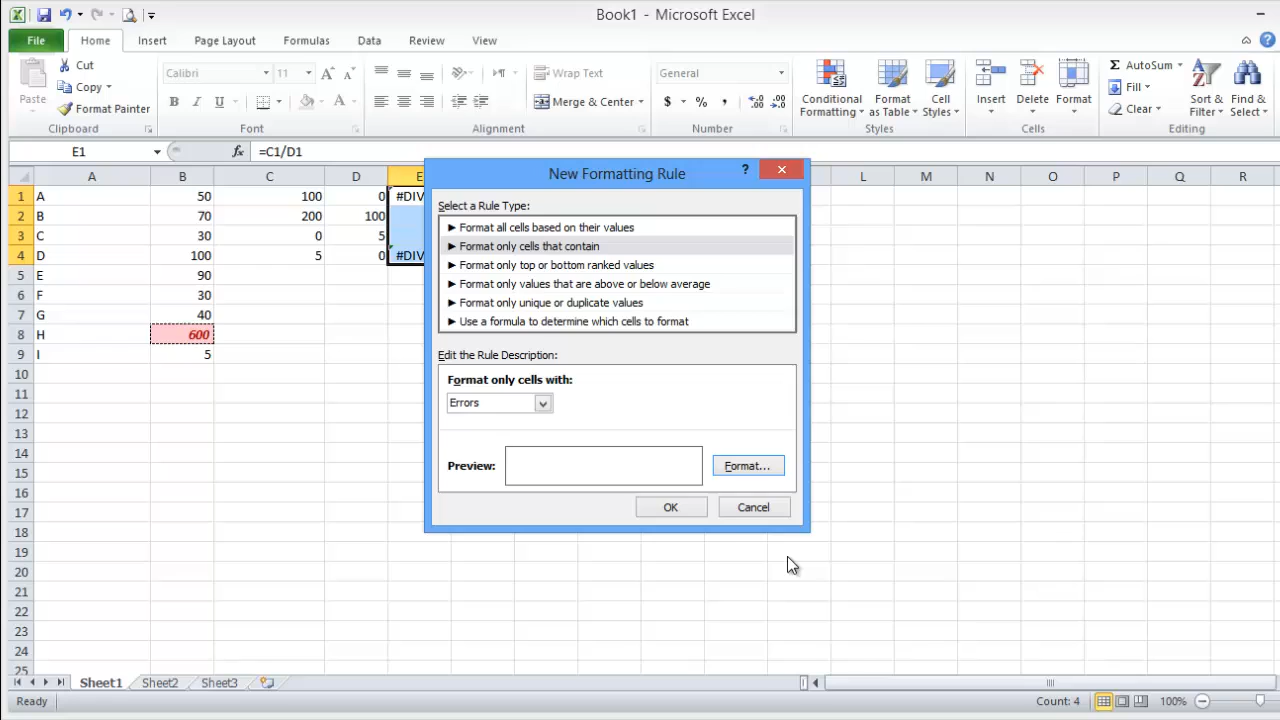 Book1 - Microsoft Excel
File Home Insert Page Layout Formulas Data Review View
Paste Cut Copy Format Painter
Clipboard
Calibri 11
B I U A
Font
Wrap Text
Merge & Center
Alignment
General
$ % ,
Number
Conditional Formatting Format as Table Cell Styles
Styles
Insert Delete Format
Cells
Σ AutoSum Fill Clear
Sort & Filter Find & Select
Editing
E1 fx =C1/D1
A B C D E L M N O P Q R
1 A 50 100 0 #DIV
2 B 70 200 100
3 C 30 0 5
4 D 100 5 0 #DIV
5 E 90
6 F 30
7 G 40
8 H 600
9 I 5
10
11
12
13
14
15
16
17
18
19
20
21
22
23
24
25
New Formatting Rule ?
Select a Rule Type:
► Format all cells based on their values
► Format only cells that contain
► Format only top or bottom ranked values
► Format only values that are above or below average
► Format only unique or duplicate values
► Use a formula to determine which cells to format
Edit the Rule Description:
Format only cells with:
Errors
Preview: Format...
OK Cancel
Sheet1 Sheet2 Sheet3
Ready Count: 4 100%